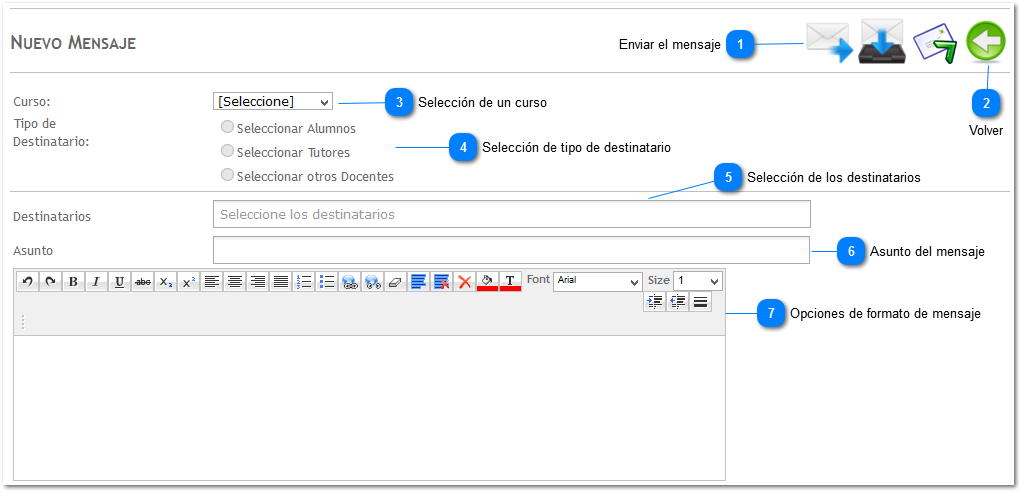 Nuevo Mensaje
Enviar el mensaje 1
2
Volver
Curso: [Seleccione] 3 Selección de un curso
Tipo de
Destinatario:
Seleccionar Alumnos
Seleccionar Tutores 4 Selección de tipo de destinatario
Seleccionar otros Docentes
5 Selección de los destinatarios
Destinatarios Seleccione los destinatarios
Asunto 6 Asunto del mensaje
B I U abc X₂ X² T Font Arial Size 1
7 Opciones de formato de mensaje